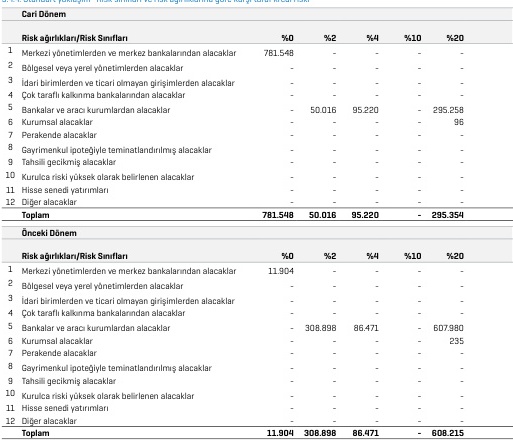 Cari Dönem
Risk ağırlıkları/Risk Sınıfları %0 %2 %4 %10 %20
1 Merkezi yönetimlerden ve merkez bankalarından alacaklar 781.548 - - - -
2 Bölgesel veya yerel yönetimlerden alacaklar - - - - -
3 İdari birimlerden ve ticari olmayan girişimlerden alacaklar - - - - -
4 Çok taraflı kalkınma bankalarından alacaklar - - - - -
5 Bankalar ve aracı kurumlardan alacaklar - 50.016 95.220 - 295.258
6 Kurumsal alacaklar - - - - 96
7 Perakende alacaklar - - - - -
8 Gayrimenkul ipoteğiyle teminatlandırılmış alacaklar - - - - -
9 Tahsili gecikmiş alacaklar - - - - -
10 Kurulca riski yüksek olarak belirlenen alacaklar - - - - -
11 Hisse senedi yatırımları - - - - -
12 Diğer alacaklar - - - - -
Toplam 781.548 50.016 95.220 - 295.354
Önceki Dönem
Risk ağırlıkları/Risk Sınıfları %0 %2 %4 %10 %20
1 Merkezi yönetimlerden ve merkez bankalarından alacaklar 11.904 - - - -
2 Bölgesel veya yerel yönetimlerden alacaklar - - - - -
3 İdari birimlerden ve ticari olmayan girişimlerden alacaklar - - - - -
4 Çok taraflı kalkınma bankalarından alacaklar - - - - -
5 Bankalar ve aracı kurumlardan alacaklar - 308.898 86.471 - 607.980
6 Kurumsal alacaklar - - - - 235
7 Perakende alacaklar - - - - -
8 Gayrimenkul ipoteğiyle teminatlandırılmış alacaklar - - - - -
9 Tahsili gecikmiş alacaklar - - - - -
10 Kurulca riski yüksek olarak belirlenen alacaklar - - - - -
11 Hisse senedi yatırımları - - - - -
12 Diğer alacaklar - - - - -
Toplam 11.904 308.898 86.471 - 608.215